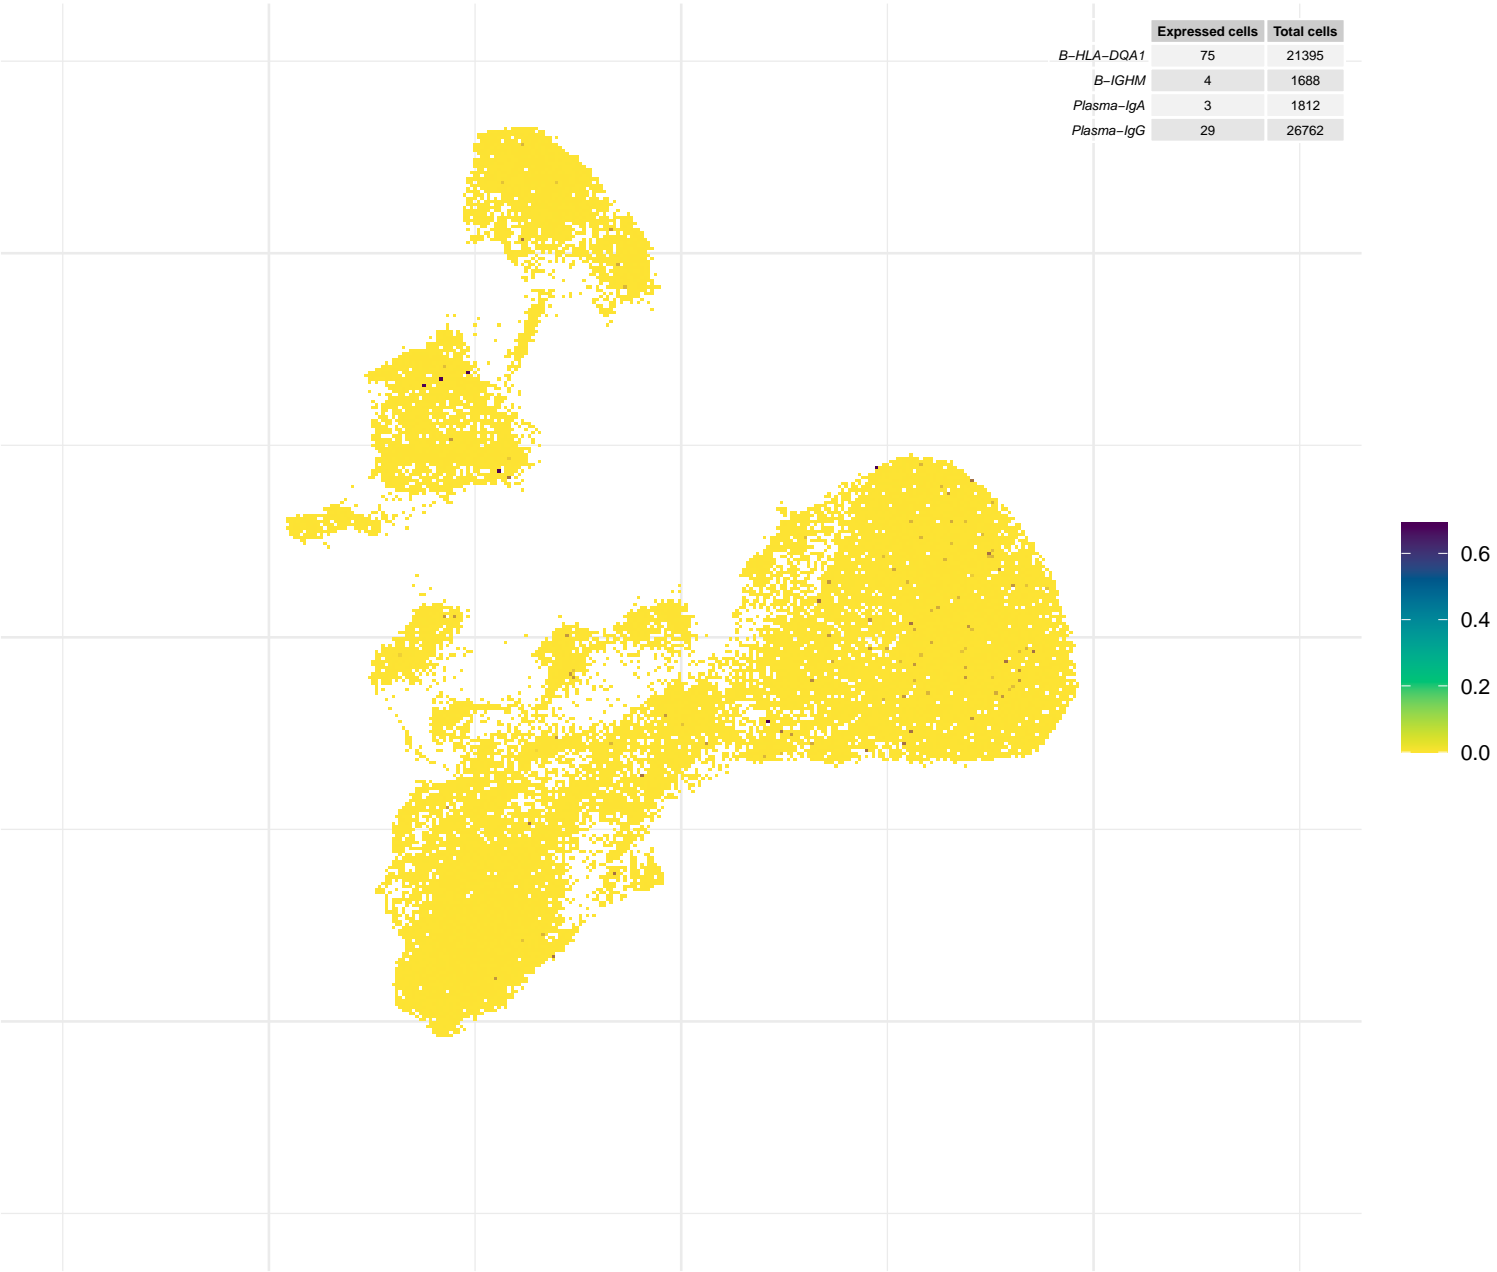 Expressed cells Total cells
B−HLA−DQA1 75 21395
B−IGHM 4 1688
Plasma−IgA 3 1812
Plasma−IgG 29 26762
0.6
0.4
0.2
0.0